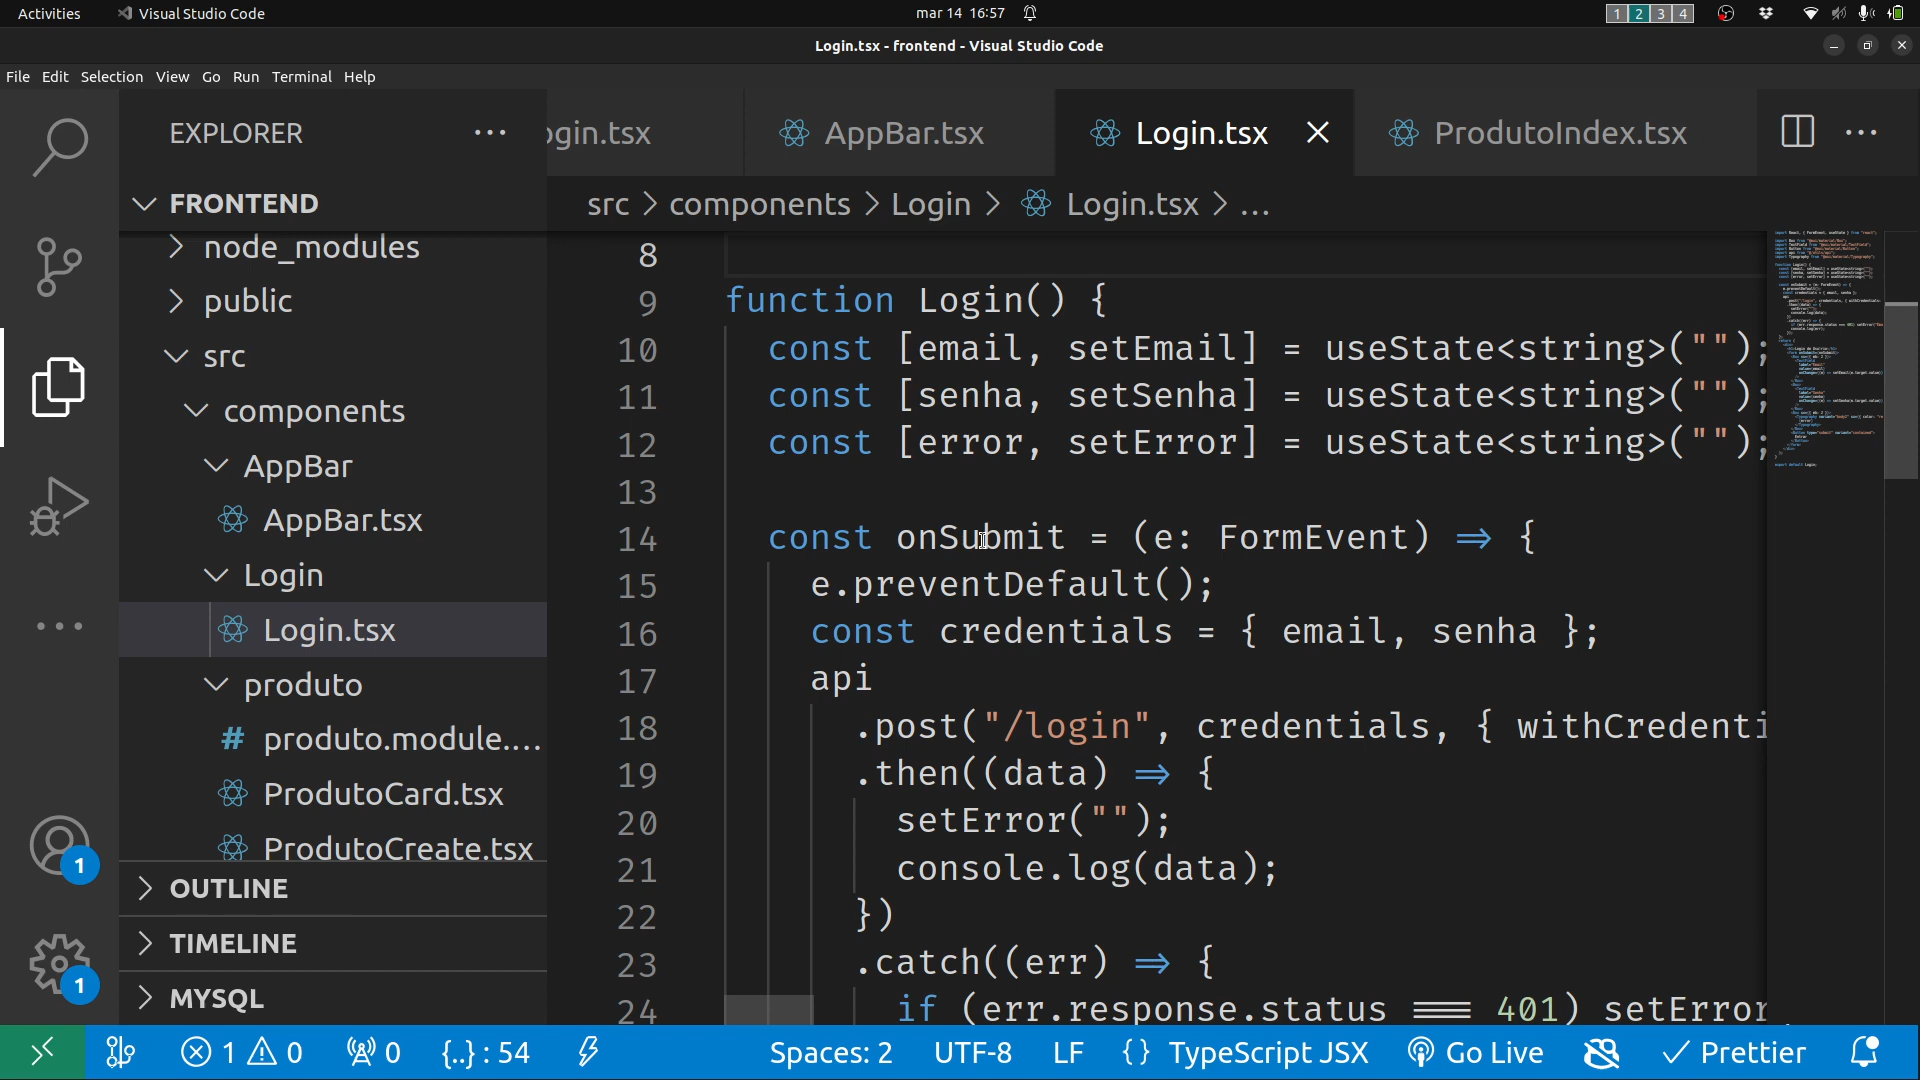 Activities
Visual Studio Code
mar 14 16:57
1 2 3 4
Login.tsx - frontend - Visual Studio Code
File Edit Selection View Go Run Terminal Help
EXPLORER
FRONTEND
node_modules
public
src
components
AppBar
AppBar.tsx
Login
Login.tsx
produto
# produto.module....
ProdutoCard.tsx
ProdutoCreate.tsx
OUTLINE
TIMELINE
MYSQL
1
1
ogin.tsx
AppBar.tsx
Login.tsx
ProdutoIndex.tsx
src > components > Login > Login.tsx > ...
8
9 function Login() {
10 const [email, setEmail] = useState<string>("");
11 const [senha, setSenha] = useState<string>("");
12 const [error, setError] = useState<string>("");
13
14 const onSubmit = (e: FormEvent) => {
15 e.preventDefault();
16 const credentials = { email, senha };
17 api
18 .post("/login", credentials, { withCredenti
19 .then((data) => {
20 setError("");
21 console.log(data);
22 })
23 .catch((err) => {
24 if (err.response.status === 401) setError
1 0 0 {..} : 54 Spaces: 2 UTF-8 LF {} TypeScript JSX Go Live Prettier